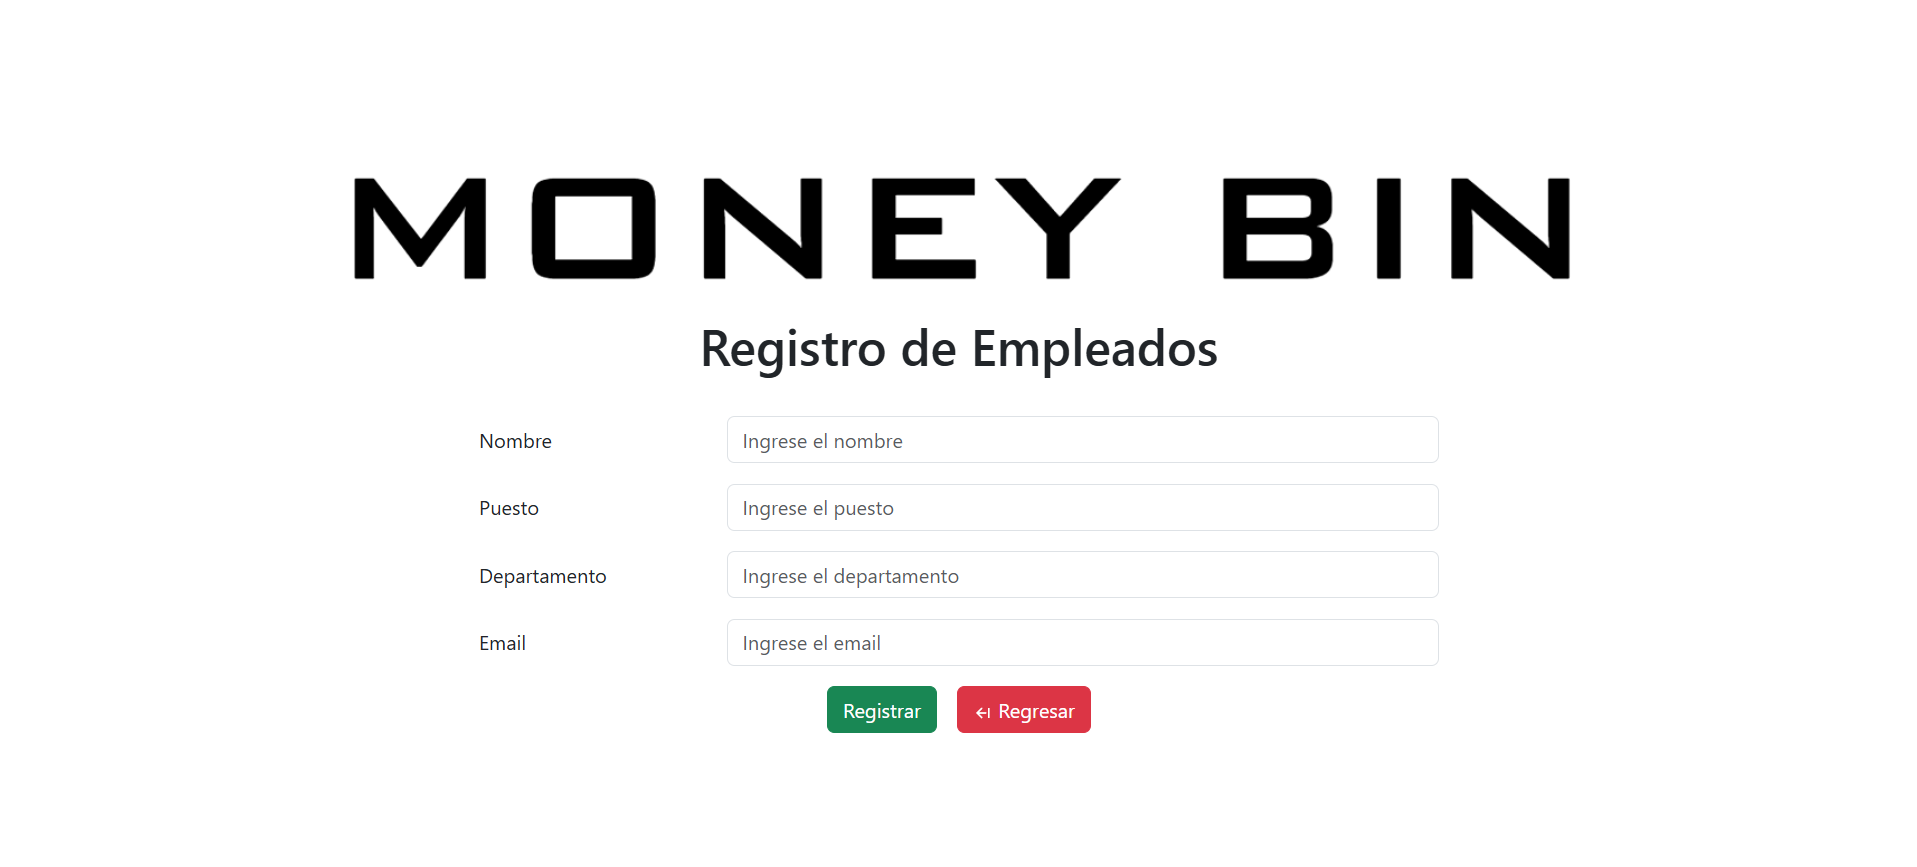 MONEY BIN
Registro de Empleados
Nombre
Ingrese el nombre
Puesto
Ingrese el puesto
Departamento
Ingrese el departamento
Email
Ingrese el email
Registrar
Regresar